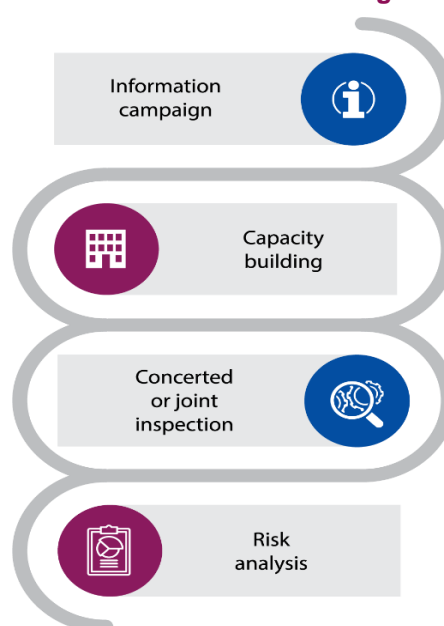 Information
campaign
Capacity
building
Concerted
or joint
inspection
Risk
analysis